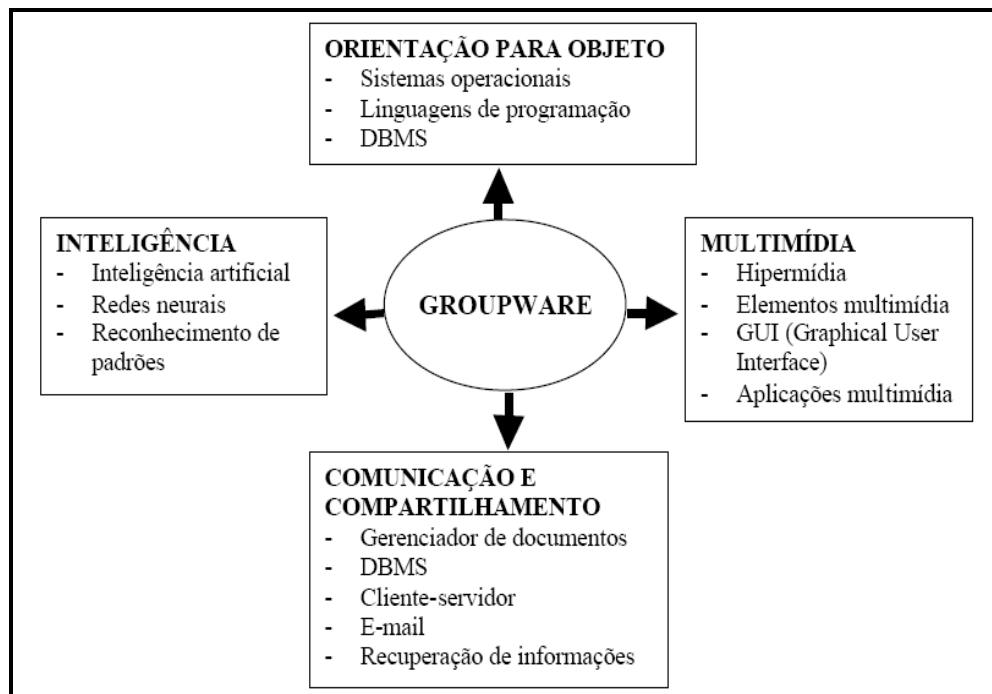 ORIENTAÇÃO PARA OBJETO
- Sistemas operacionais
- Linguagens de programação
- DBMS
INTELIGÊNCIA
- Inteligência artificial
- Redes neurais
- Reconhecimento de
padrões
GROUPWARE
MULTIMÍDIA
- Hipermídia
- Elementos multimídia
- GUI (Graphical User
Interface)
- Aplicações multimídia
COMUNICAÇÃO E
COMPARTILHAMENTO
- Gerenciador de documentos
- DBMS
- Cliente-servidor
- E-mail
- Recuperação de informações